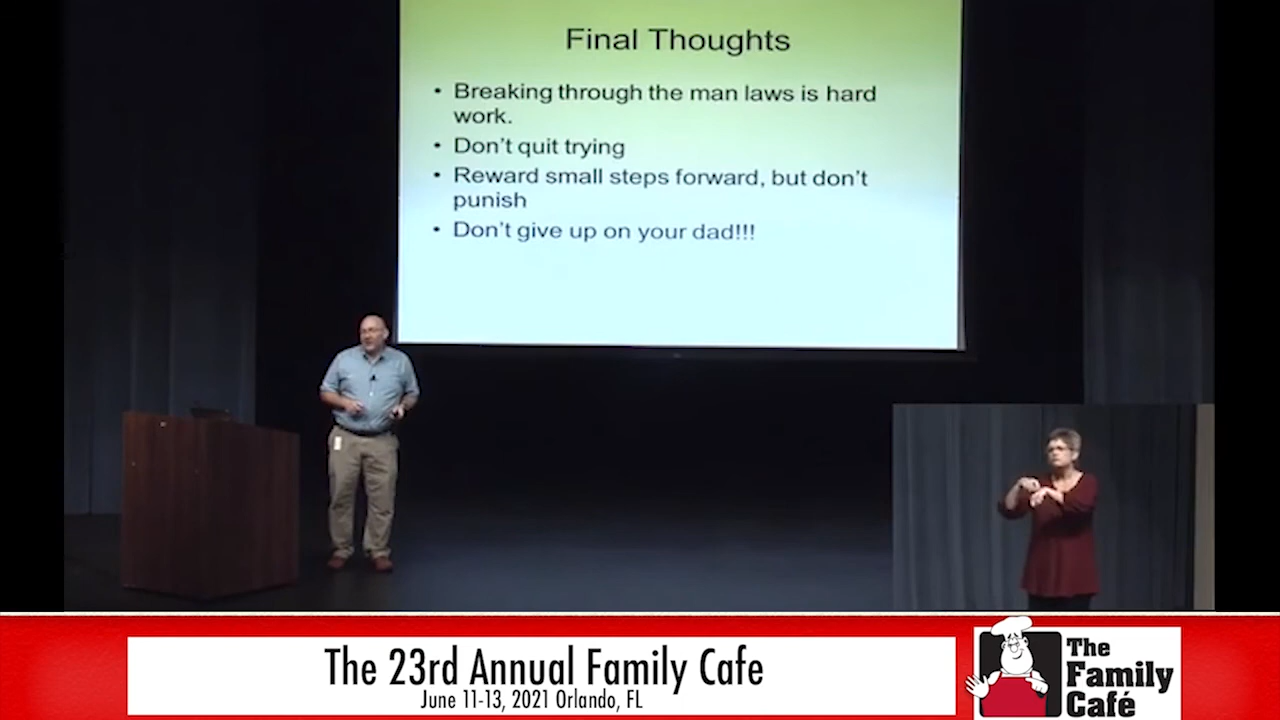 Final Thoughts
• Breaking through the man laws is hard
work.
• Don't quit trying
• Reward small steps forward, but don't
punish
• Don't give up on your dad!!!
The 23rd Annual Family Cafe
June 11-13, 2021 Orlando, FL
The
Family
Café